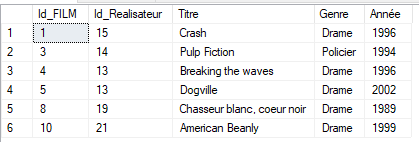 Id_FILM Id_Realisateur Titre Genre Année
1 1 15 Crash Drame 1996
2 3 14 Pulp Fiction Policier 1994
3 4 13 Breaking the waves Drame 1996
4 5 13 Dogville Drame 2002
5 8 19 Chasseur blanc, coeur noir Drame 1989
6 10 21 American Beanly Drame 1999